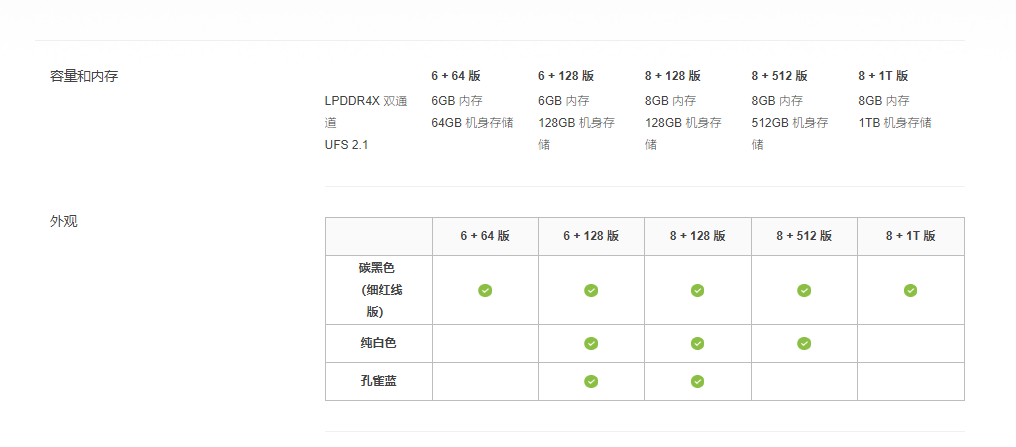 容量和内存
6 + 64 版 6 + 128 版 8 + 128 版 8 + 512 版 8 + 1T 版
LPDDR4X 双通 6GB 内存 6GB 内存 8GB 内存 8GB 内存 8GB 内存
道 64GB 机身存储 128GB 机身存 128GB 机身存 512GB 机身存 1TB 机身存储
UFS 2.1 储 储 储
外观
6 + 64 版 6 + 128 版 8 + 128 版 8 + 512 版 8 + 1T 版
碳黑色
(细红线
版)
纯白色
孔雀蓝